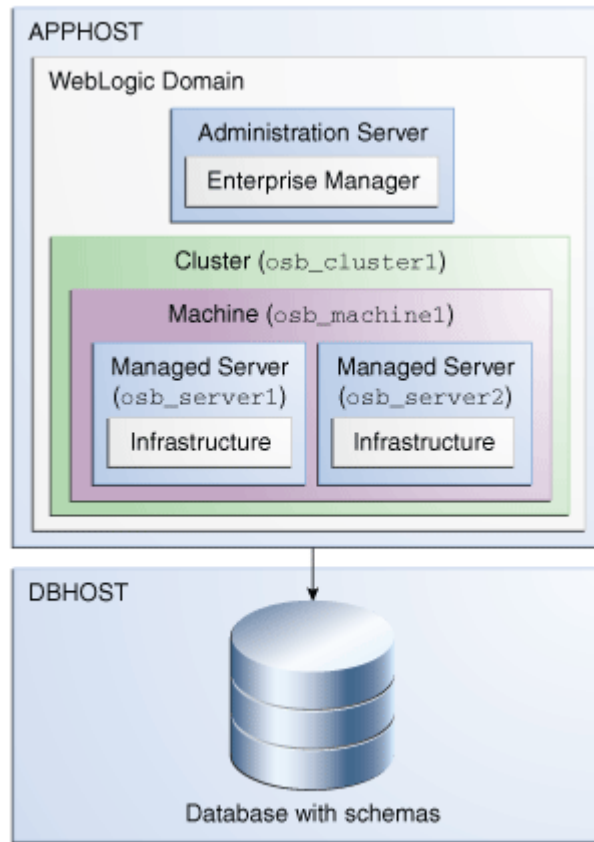 APPHOST
WebLogic Domain
Administration Server
Enterprise Manager
Cluster (osb_cluster1)
Machine (osb_machine1)
Managed Server
(osb_server1)
Infrastructure
Managed Server
(osb_server2)
Infrastructure
DBHOST
Database with schemas